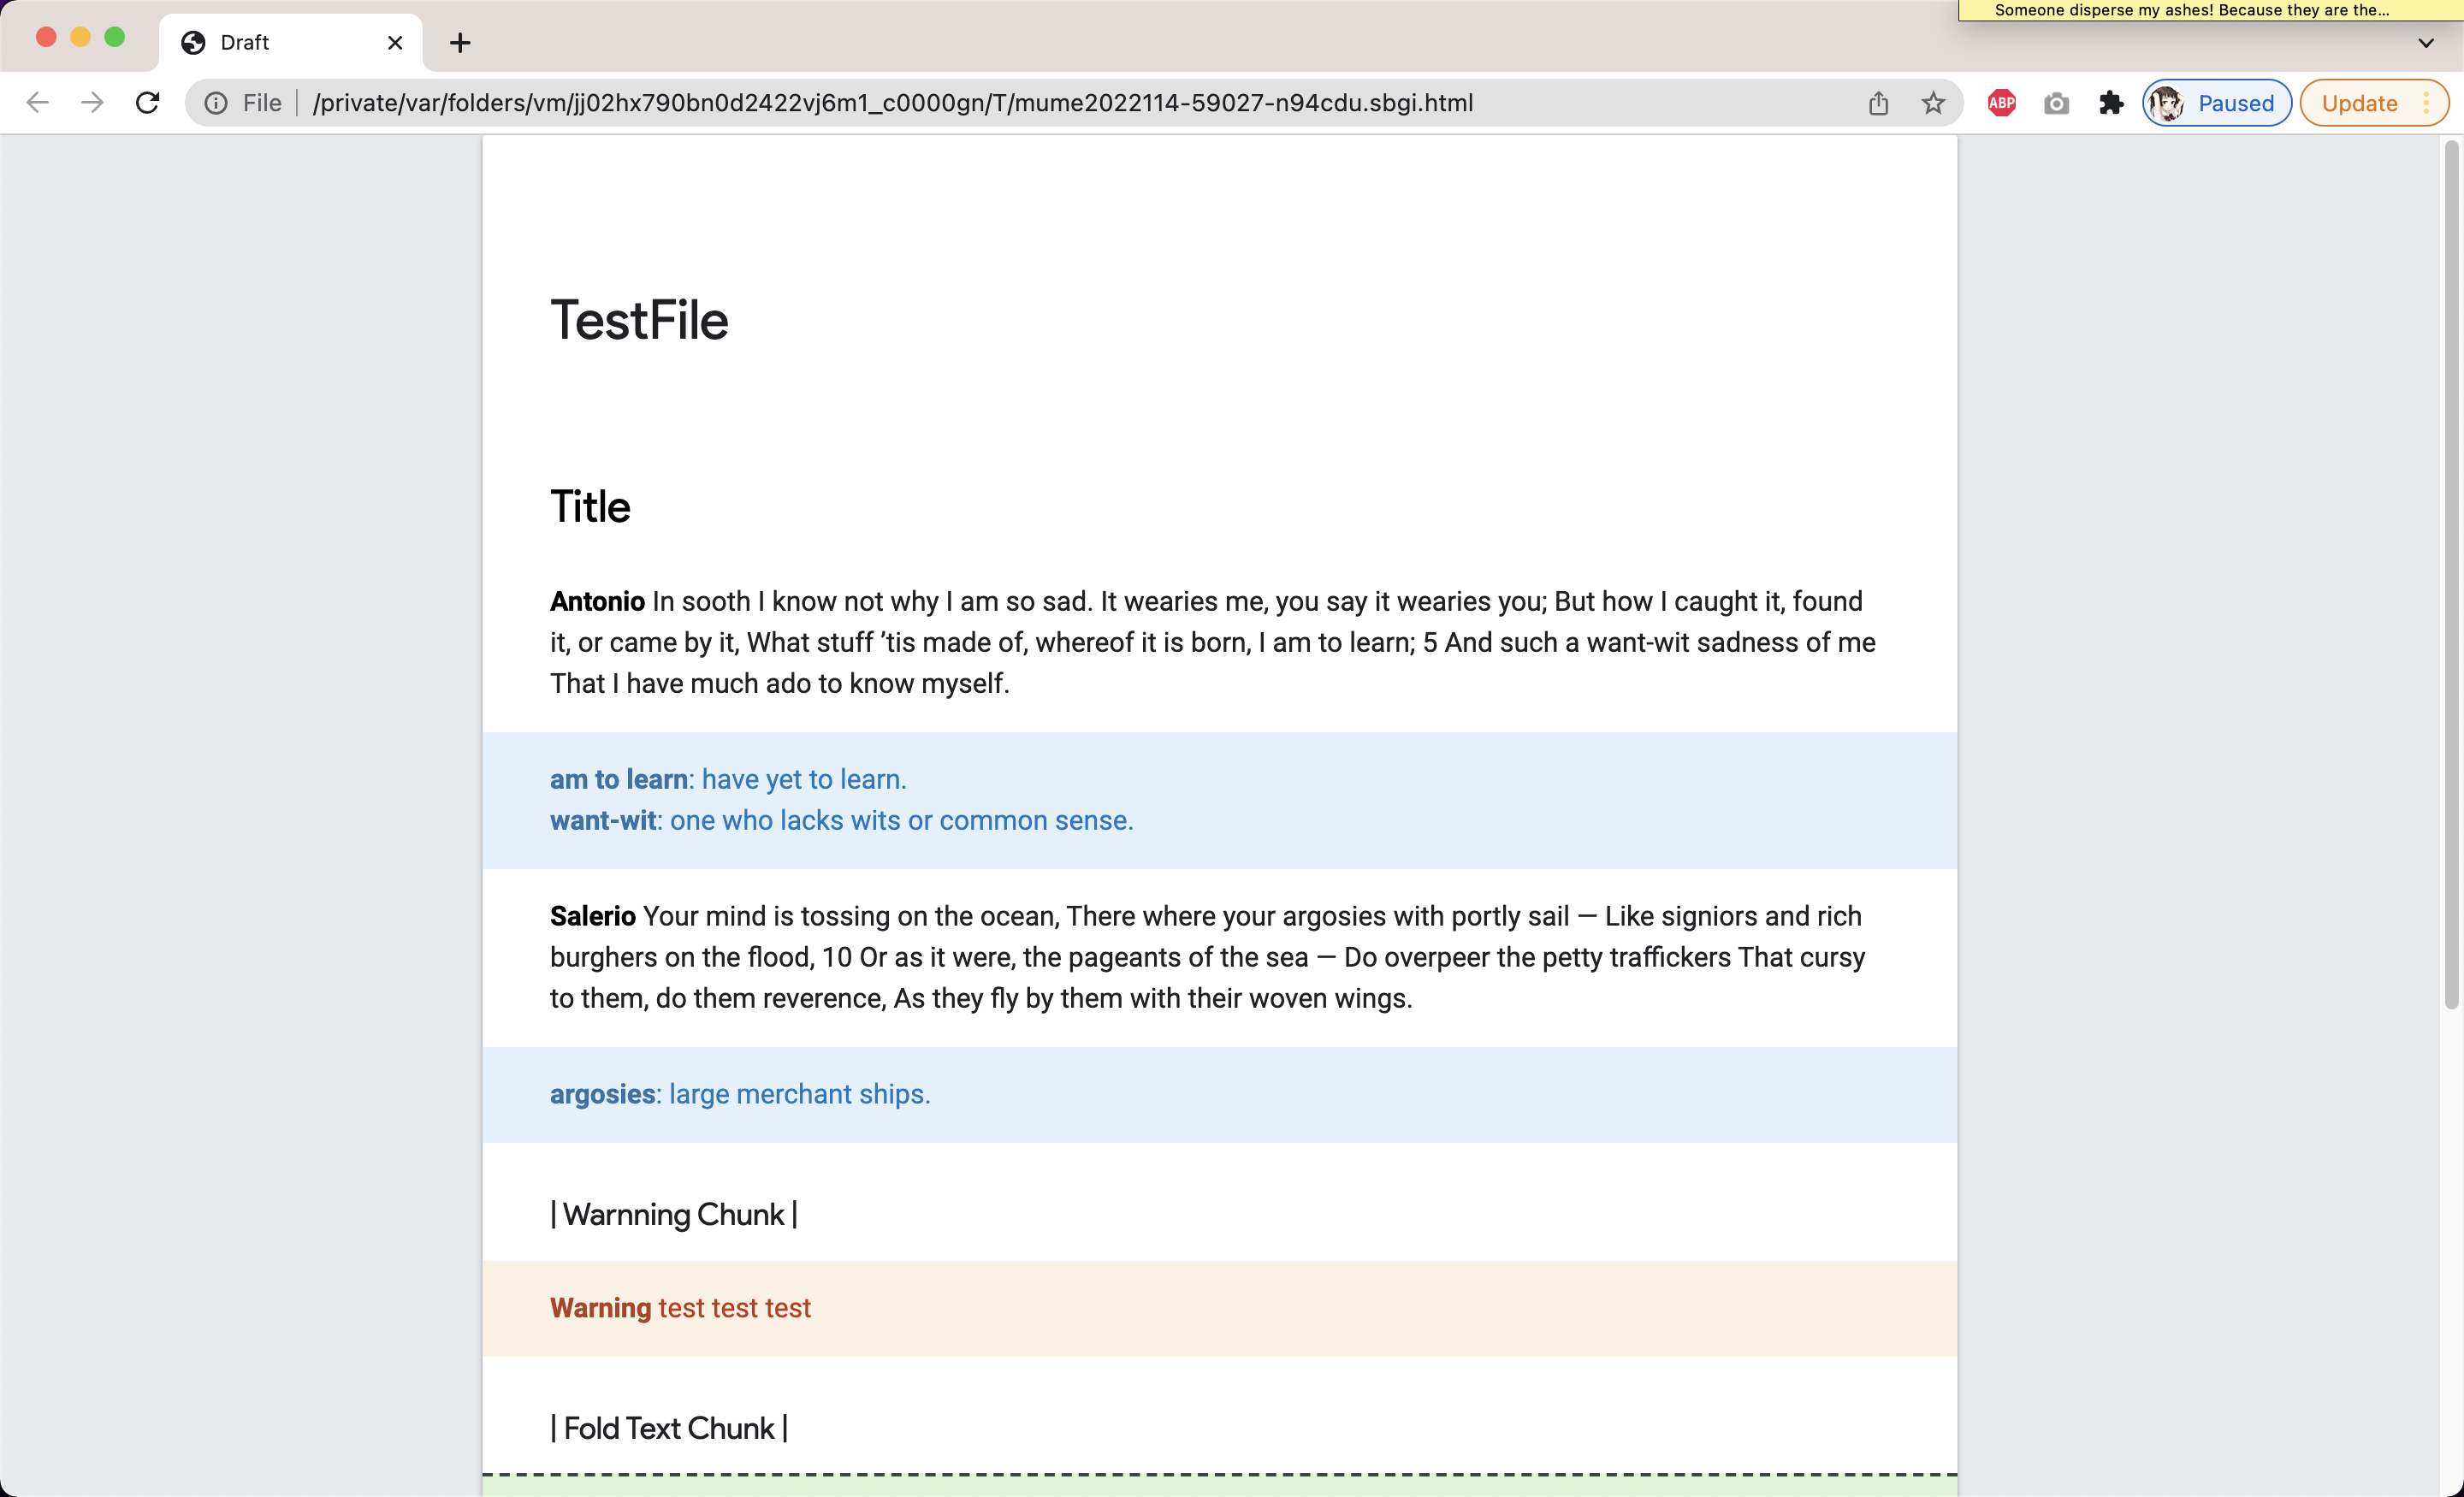 Someone disperse my ashes! Because they are the...
Draft
File
/private/var/folders/vm/jj02hx790bn0d2422vj6m1_c0000gn/T/mume2022114-59027-n94cdu.sbgi.html
ABP
Paused
Update
TestFile
Title
Antonio In sooth I know not why I am so sad. It wearies me, you say it wearies you; But how I caught it, found
it, or came by it, What stuff ’tis made of, whereof it is born, I am to learn; 5 And such a want-wit sadness of me
That I have much ado to know myself.
am to learn: have yet to learn.
want-wit: one who lacks wits or common sense.
Salerio Your mind is tossing on the ocean, There where your argosies with portly sail — Like signiors and rich
burghers on the flood, 10 Or as it were, the pageants of the sea — Do overpeer the petty traffickers That cursy
to them, do them reverence, As they fly by them with their woven wings.
argosies: large merchant ships.
| Warnning Chunk |
Warning test test test
| Fold Text Chunk |